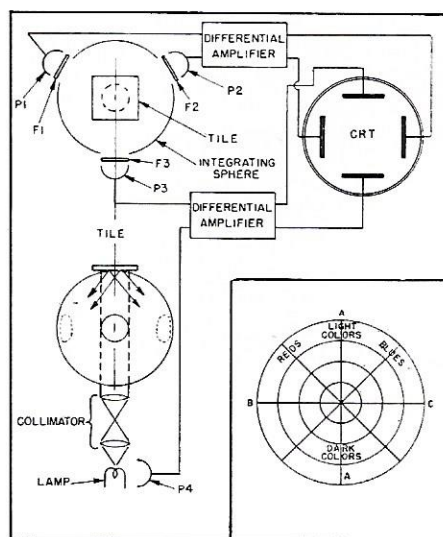 DIFFERENTIAL
AMPLIFIER
P1
F1
F2
P2
TILE
INTEGRATING
SPHERE
F3
P3
CRT
DIFFERENTIAL
AMPLIFIER
TILE
COLLIMATOR
LAMP
P4
A
LIGHT
COLORS
REDS
BLUES
B
C
DARK
COLORS
A